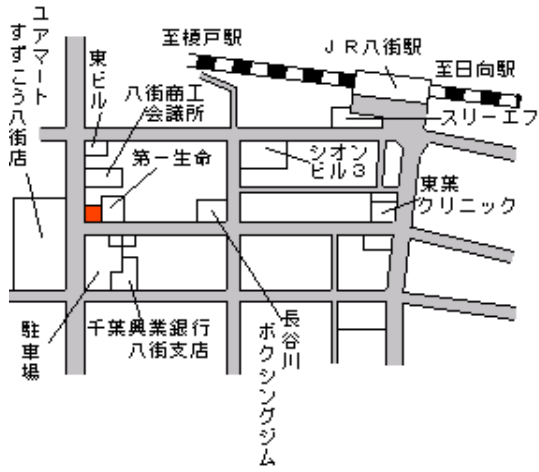 ユアマート
すずこう八街店
東ビル
八街商工
会議所
第一生命
至榎戸駅
JR八街駅
至日向駅
スリーエフ
シオン
ビル3
東葉
クリニック
駐車場
千葉興業銀行
八街支店
長谷川
ボクシングジム